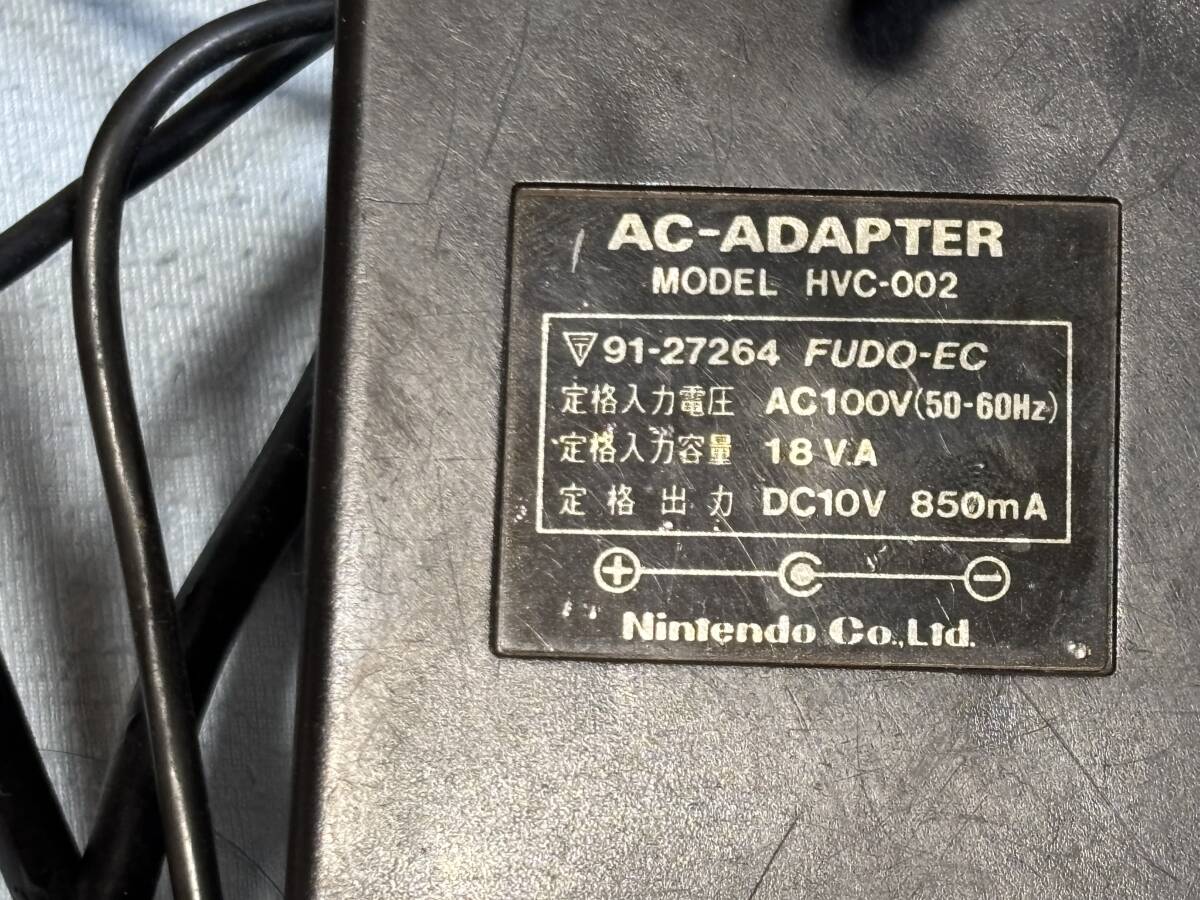 AC-ADAPTER
MODEL HVC-002
91-27264 FUDO-EC
定格入力電圧 AC100V(50-60Hz)
定格入力容量 18 V.A
定格出力 DC10V 850mA
Nintendo Co.,Ltd.